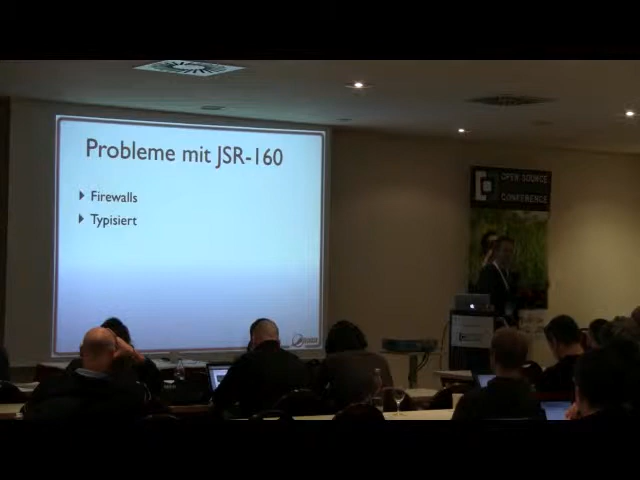 Probleme mit JSR-160
Firewalls
Typisiert
OPEN SOURCE
CONFERENCE